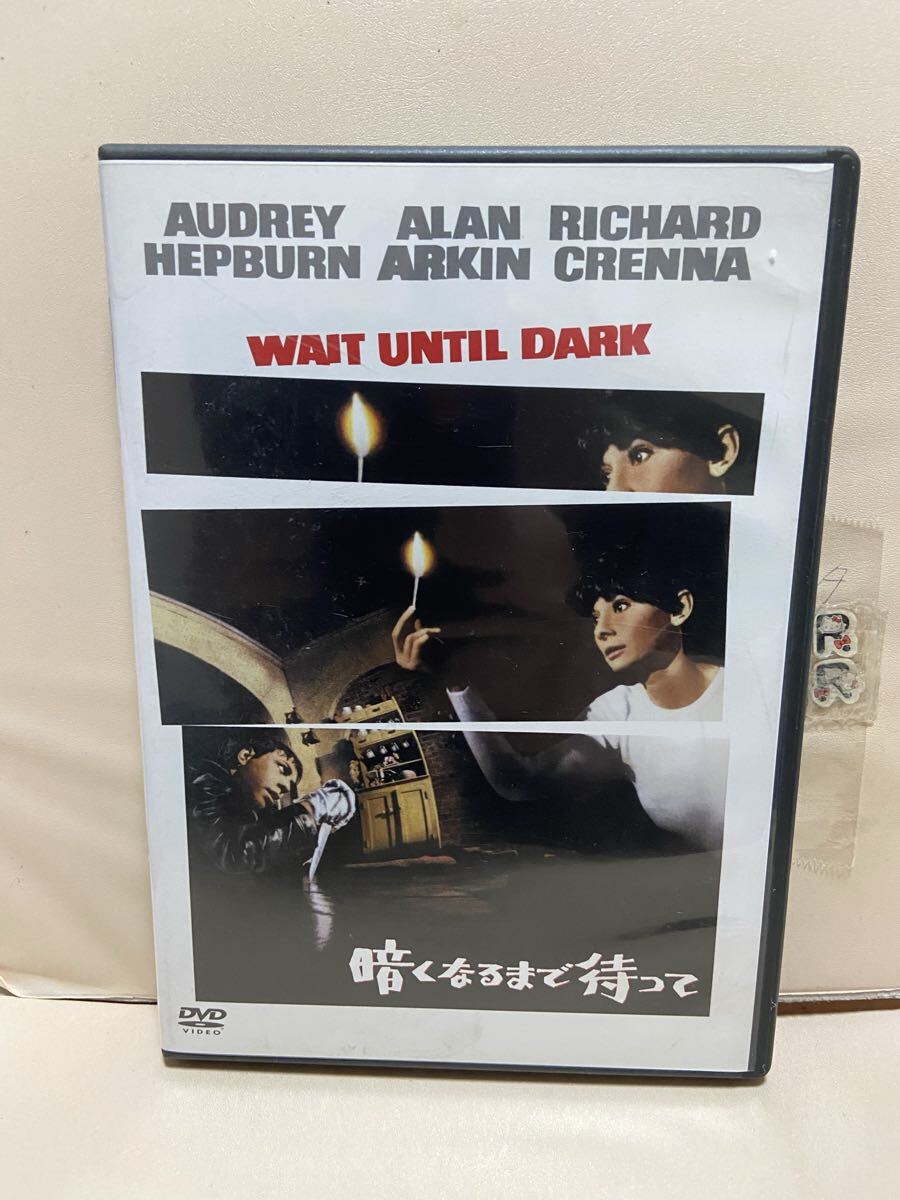 AUDREY ALAN RICHARD
HEPBURN ARKIN CRENNA
WAIT UNTIL DARK
暗くなるまで待って
DVD
VIDEO